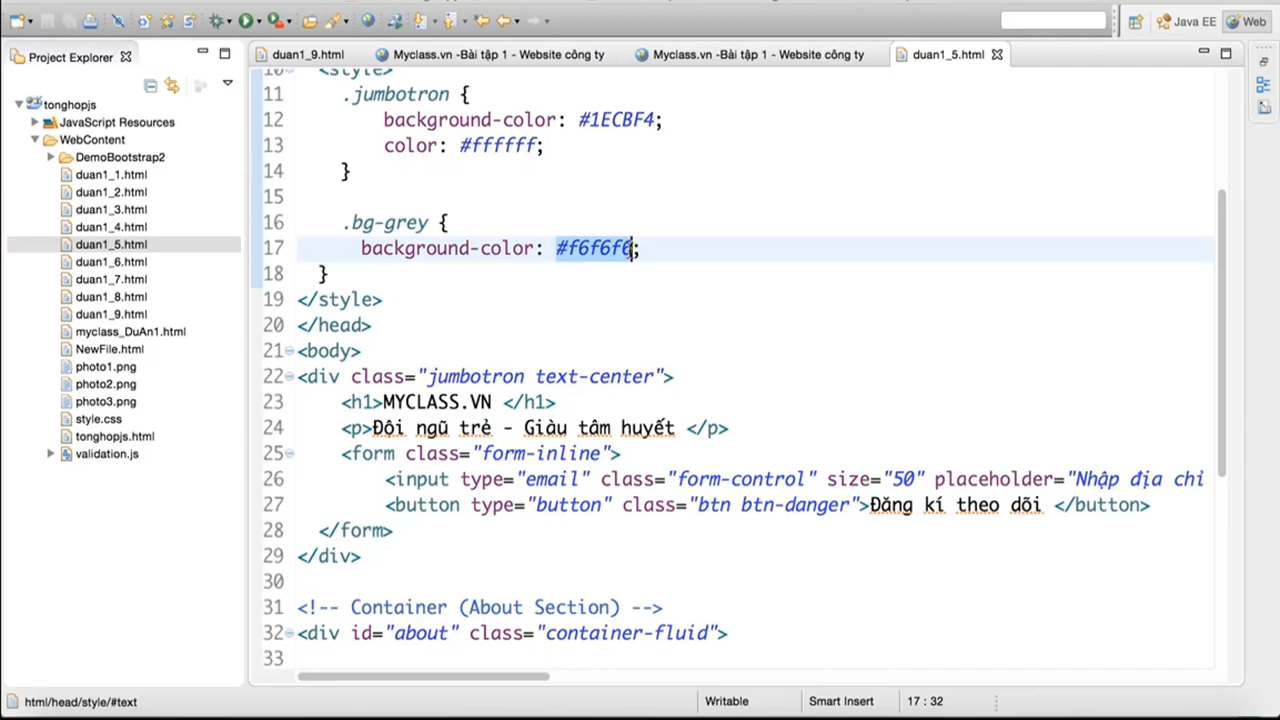 Java EE
Web
Project Explorer
duan1_9.html
Myclass.vn -Bài tập 1 - Website công ty
Myclass.vn -Bài tập 1 - Website công ty
duan1_5.html
tonghopjs
JavaScript Resources
WebContent
DemoBootstrap2
duan1_1.html
duan1_2.html
duan1_3.html
duan1_4.html
duan1_5.html
duan1_6.html
duan1_7.html
duan1_8.html
duan1_9.html
myclass_DuAn1.html
NewFile.html
photo1.png
photo2.png
photo3.png
style.css
tonghopjs.html
validation.js
10 <style>
11 .jumbotron {
12 background-color: #1ECBF4;
13 color: #ffffff;
14 }
15
16 .bg-grey {
17 background-color: #f6f6f6;
18 }
19 </style>
20 </head>
21 <body>
22 <div class="jumbotron text-center">
23 <h1>MYCLASS.VN </h1>
24 <p>Đội ngũ trẻ - Giàu tâm huyết </p>
25 <form class="form-inline">
26 <input type="email" class="form-control" size="50" placeholder="Nhập địa chỉ
27 <button type="button" class="btn btn-danger">Đăng kí theo dõi </button>
28 </form>
29 </div>
30
31 <!-- Container (About Section) -->
32 <div id="about" class="container-fluid">
33
html/head/style/#text
Writable
Smart Insert
17 : 32